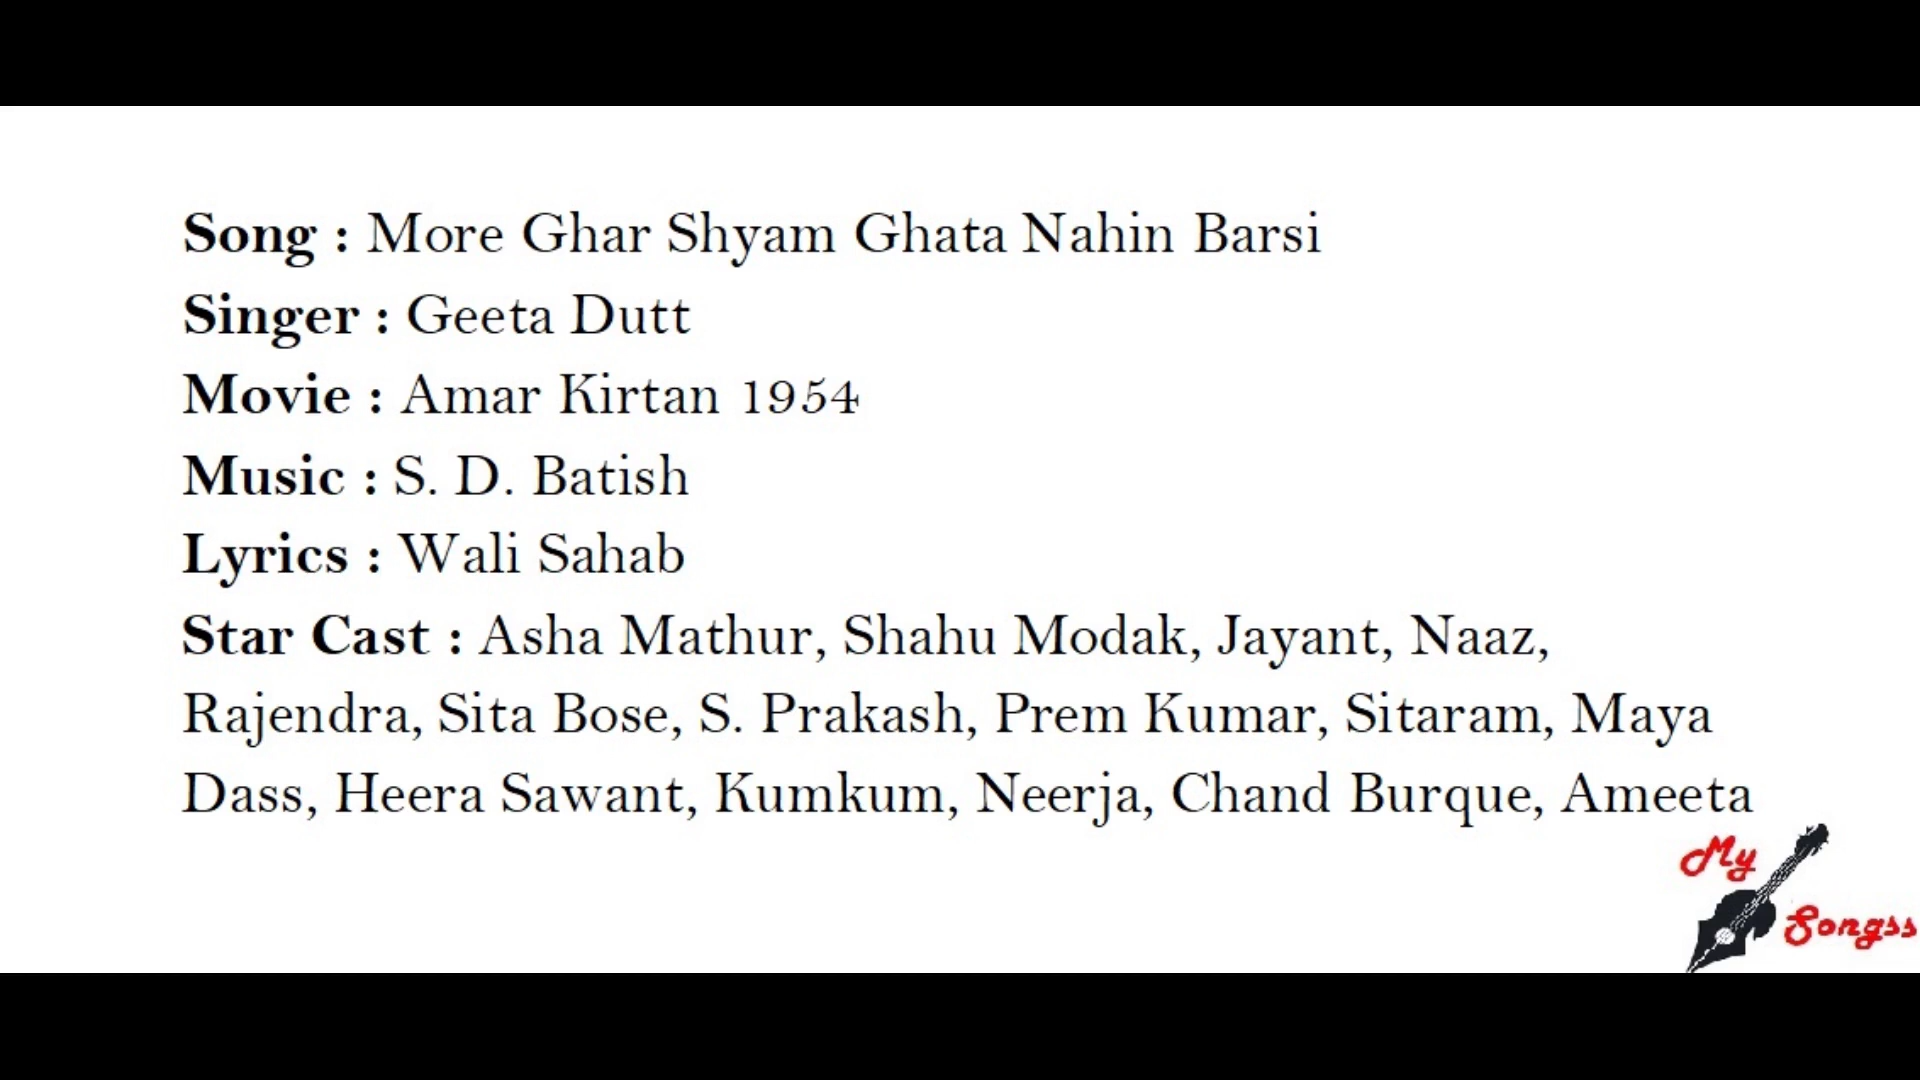 Song : More Ghar Shyam Ghata Nahin Barsi
Singer : Geeta Dutt
Movie : Amar Kirtan 1954
Music : S. D. Batish
Lyrics : Wali Sahab
Star Cast : Asha Mathur, Shahu Modak, Jayant, Naaz,
Rajendra, Sita Bose, S. Prakash, Prem Kumar, Sitaram, Maya
Dass, Heera Sawant, Kumkum, Neerja, Chand Burque, Ameeta
My
Songss